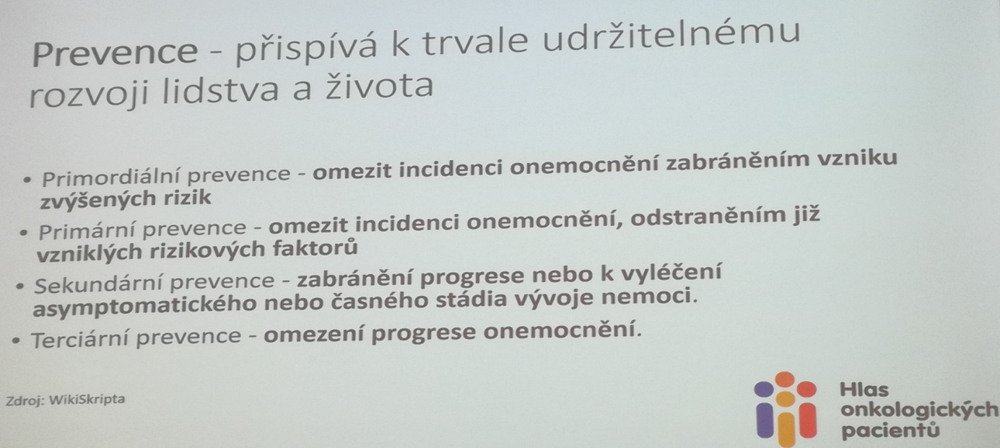 Prevence - přispívá k trvale udržitelnému
rozvoji lidstva a života
• Primordiální prevence - omezit incidenci onemocnění zabráněním vzniku
zvýšených rizik
• Primární prevence - omezit incidenci onemocnění, odstraněním již
vzniklých rizikových faktorů
• Sekundární prevence - zabránění progrese nebo k vyléčení
asymptomatického nebo časného stádia vývoje nemoci.
• Terciární prevence - omezení progrese onemocnění.
Zdroj: WikiSkripta
Hlas
onkologických
pacientů